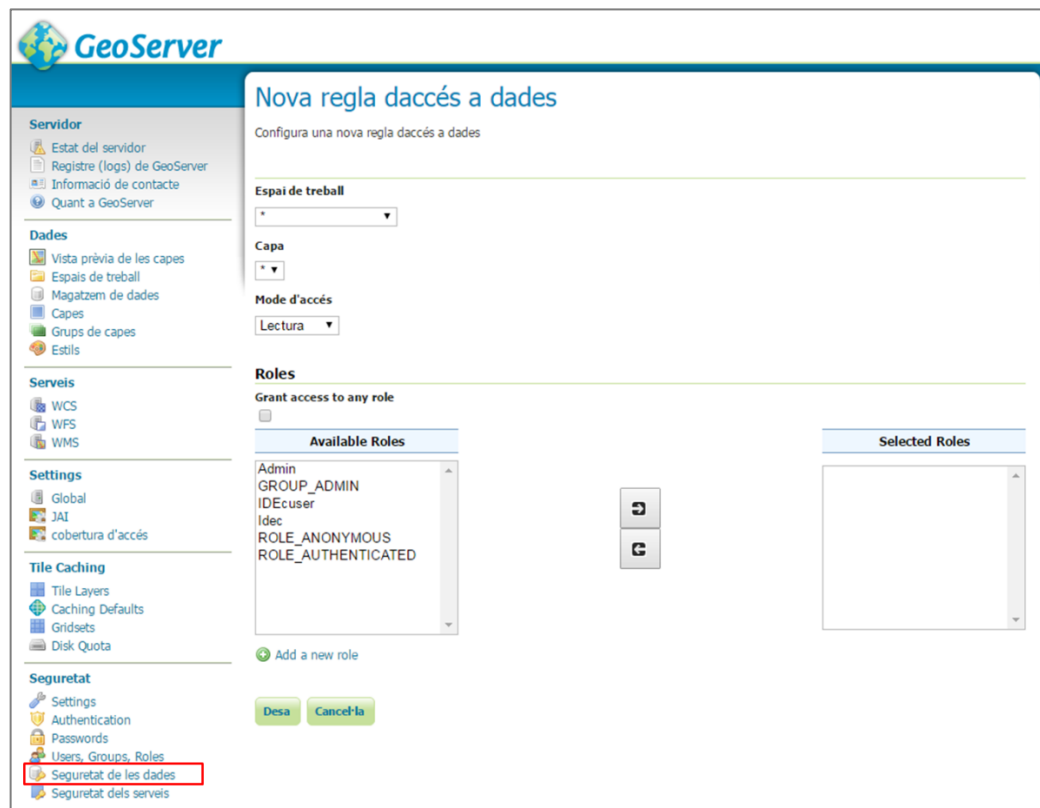 GeoServer
Servidor
Estat del servidor
Registre (logs) de GeoServer
Informació de contacte
Quant a GeoServer
Dades
Vista prèvia de les capes
Espais de treball
Magatzem de dades
Capes
Grups de capes
Estils
Serveis
WCS
WFS
WMS
Settings
Global
JAI
cobertura d'accés
Tile Caching
Tile Layers
Caching Defaults
Gridsets
Disk Quota
Seguretat
Settings
Authentication
Passwords
Users, Groups, Roles
Seguretat de les dades
Seguretat dels serveis
Nova regla daccés a dades
Configura una nova regla daccés a dades
Espai de treball
*
Capa
*
Mode d'accés
Lectura
Roles
Grant access to any role
Available Roles
Admin
GROUP_ADMIN
IDEcuser
Idec
ROLE_ANONYMOUS
ROLE_AUTHENTICATED
Selected Roles
Add a new role
Desa
Cancel·la